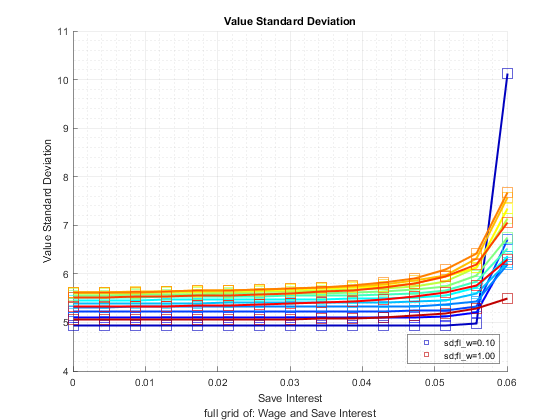 Value Standard Deviation
11
10
9
8
7
6
5
4
Value Standard Deviation
0
0.01
0.02
0.03
0.04
0.05
0.06
sd;fl_w=0.10
sd;fl_w=1.00
Save Interest
full grid of: Wage and Save Interest